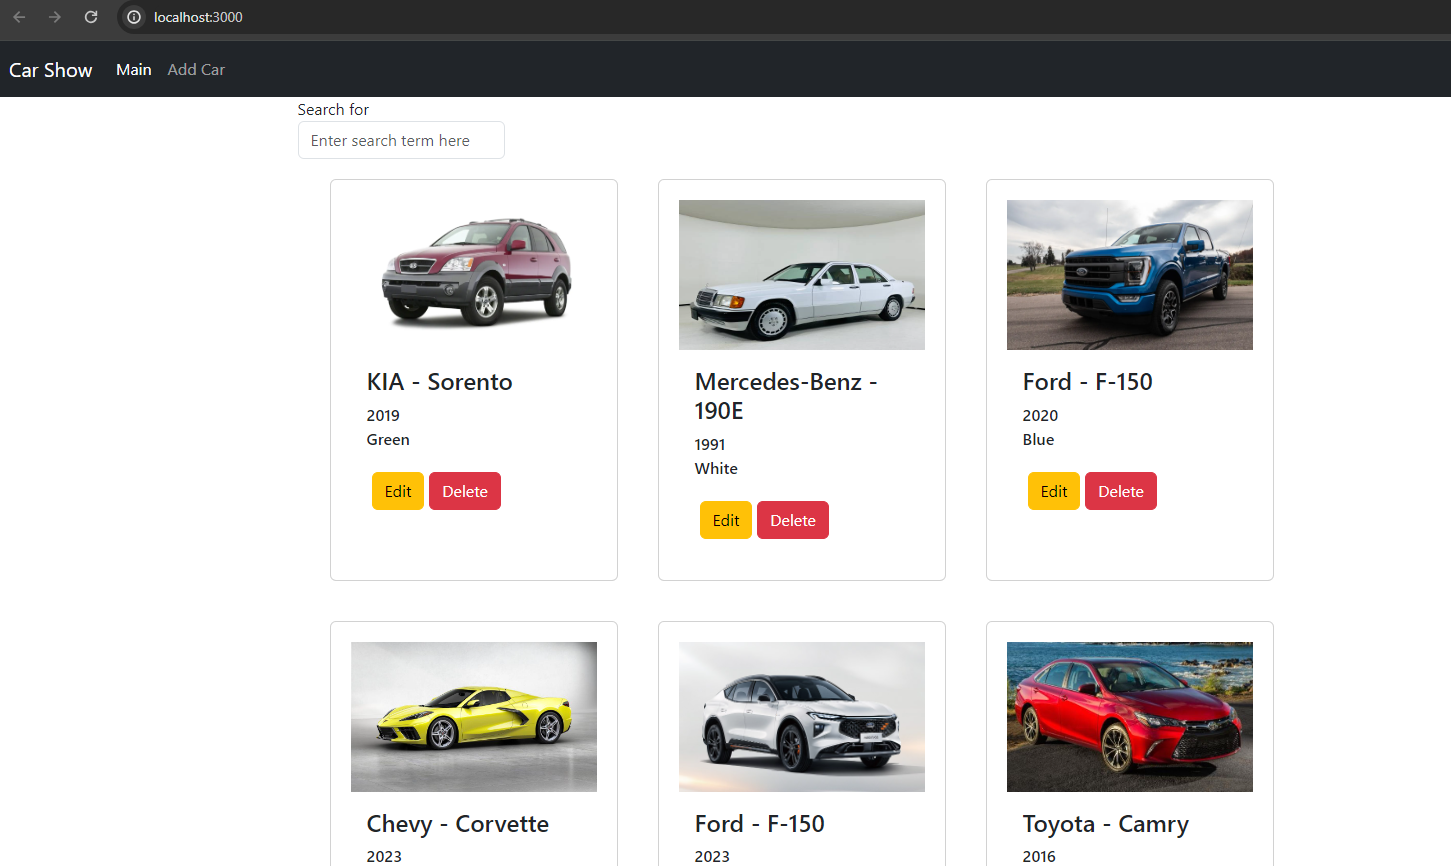 localhost:3000
Car Show Main Add Car
Search for
Enter search term here
KIA - Sorento
2019
Green
Edit Delete
Mercedes-Benz -
190E
1991
White
Edit Delete
Ford - F-150
2020
Blue
Edit Delete
Chevy - Corvette
2023
Ford - F-150
2023
Toyota - Camry
2016